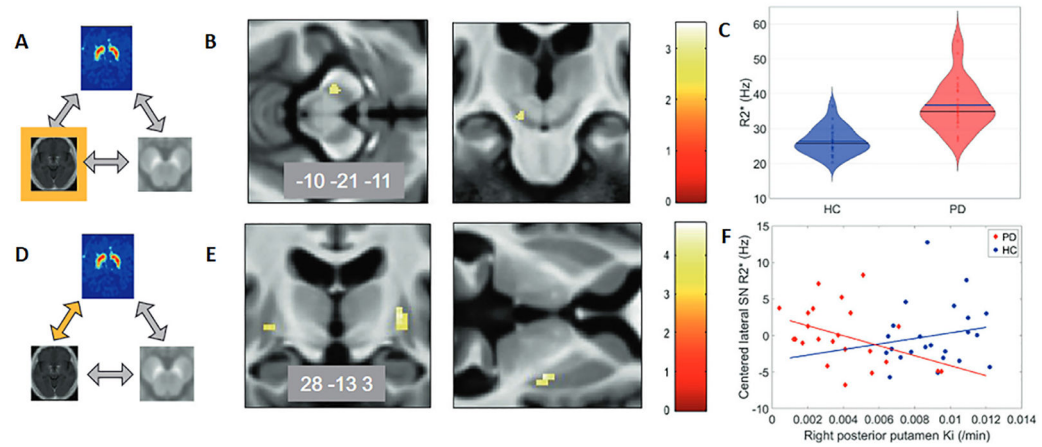 A
B
-10 -21 -11
4
3
2
1
0
C
R2* (Hz)
60
50
40
30
20
10
HC
PD
D
E
28 -13 3
4
3
2
1
0
F
PD
HC
Centered lateral SN R2* (Hz)
15
10
5
0
-5
-10
0
0.002
0.004
0.006
0.008
0.01
0.012
0.014
Right posterior putamen Ki (/min)